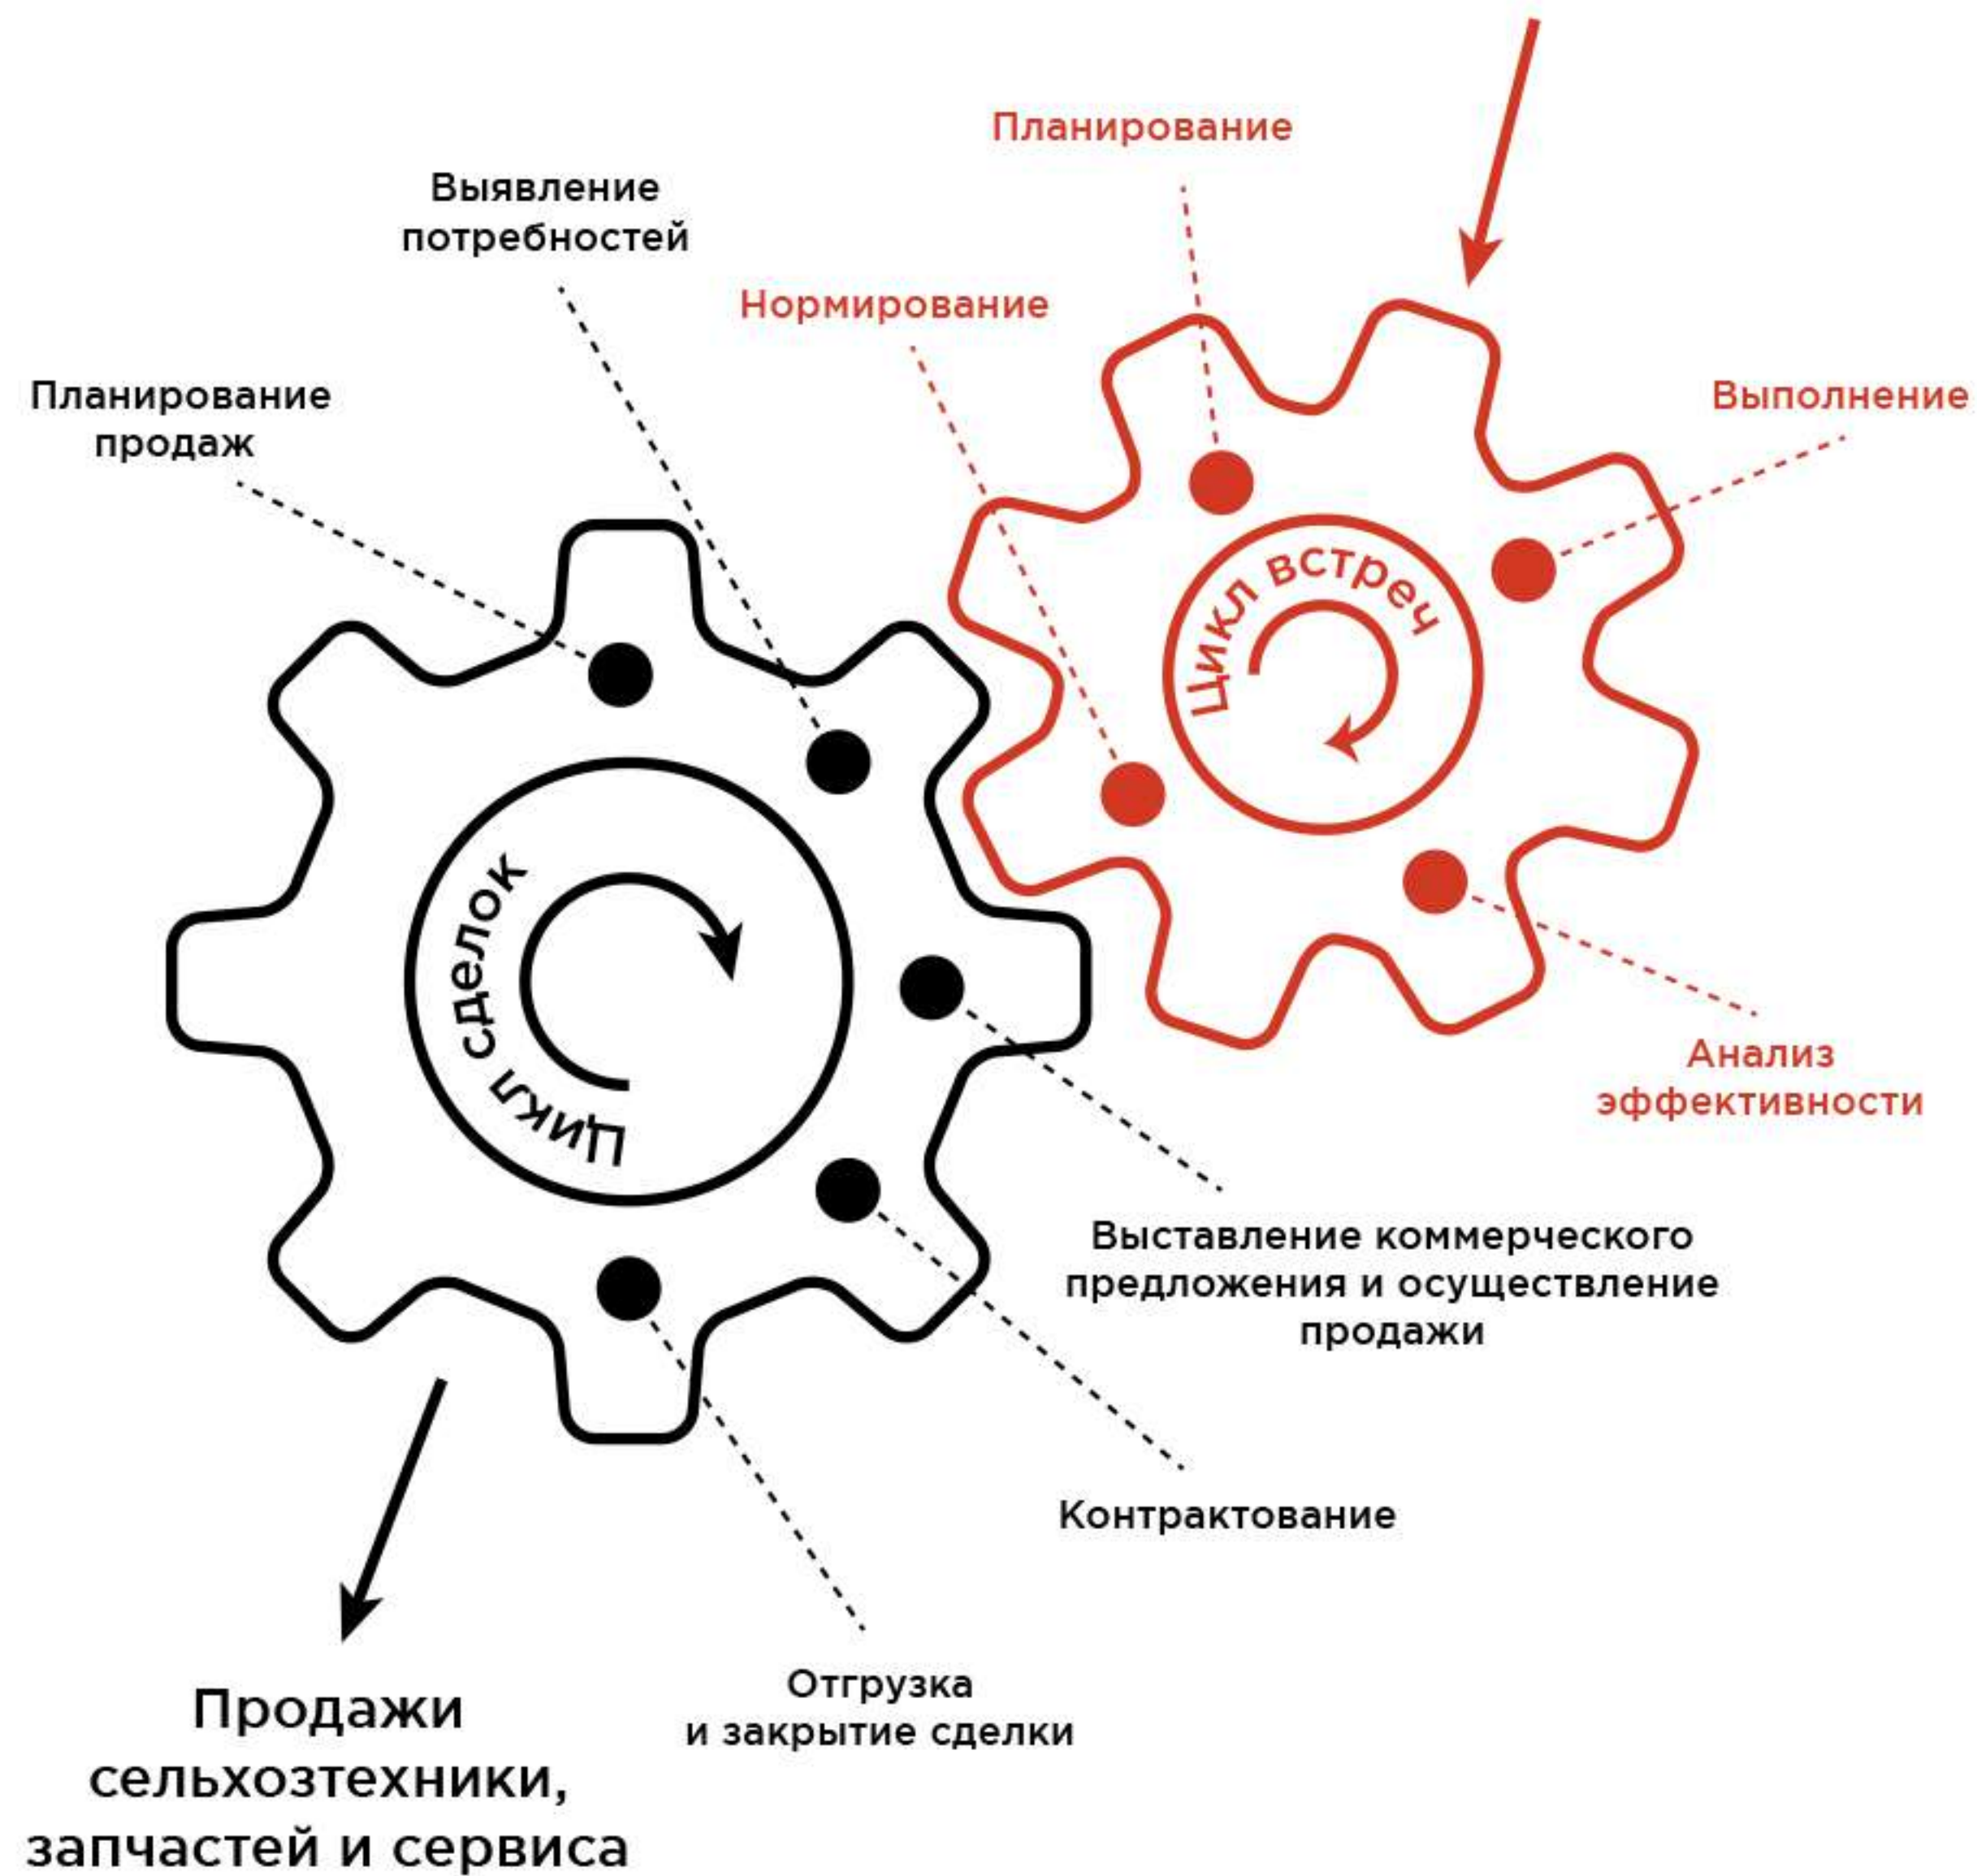 Планирование
Выявление
потребностей
Нормирование
Планирование
продаж
Выполнение
Цикл встреч
Цикл сделок
Анализ
эффективности
Выставление коммерческого
предложения и осуществление
продажи
Контрактование
Отгрузка
и закрытие сделки
Продажи
сельхозтехники,
запчастей и сервиса